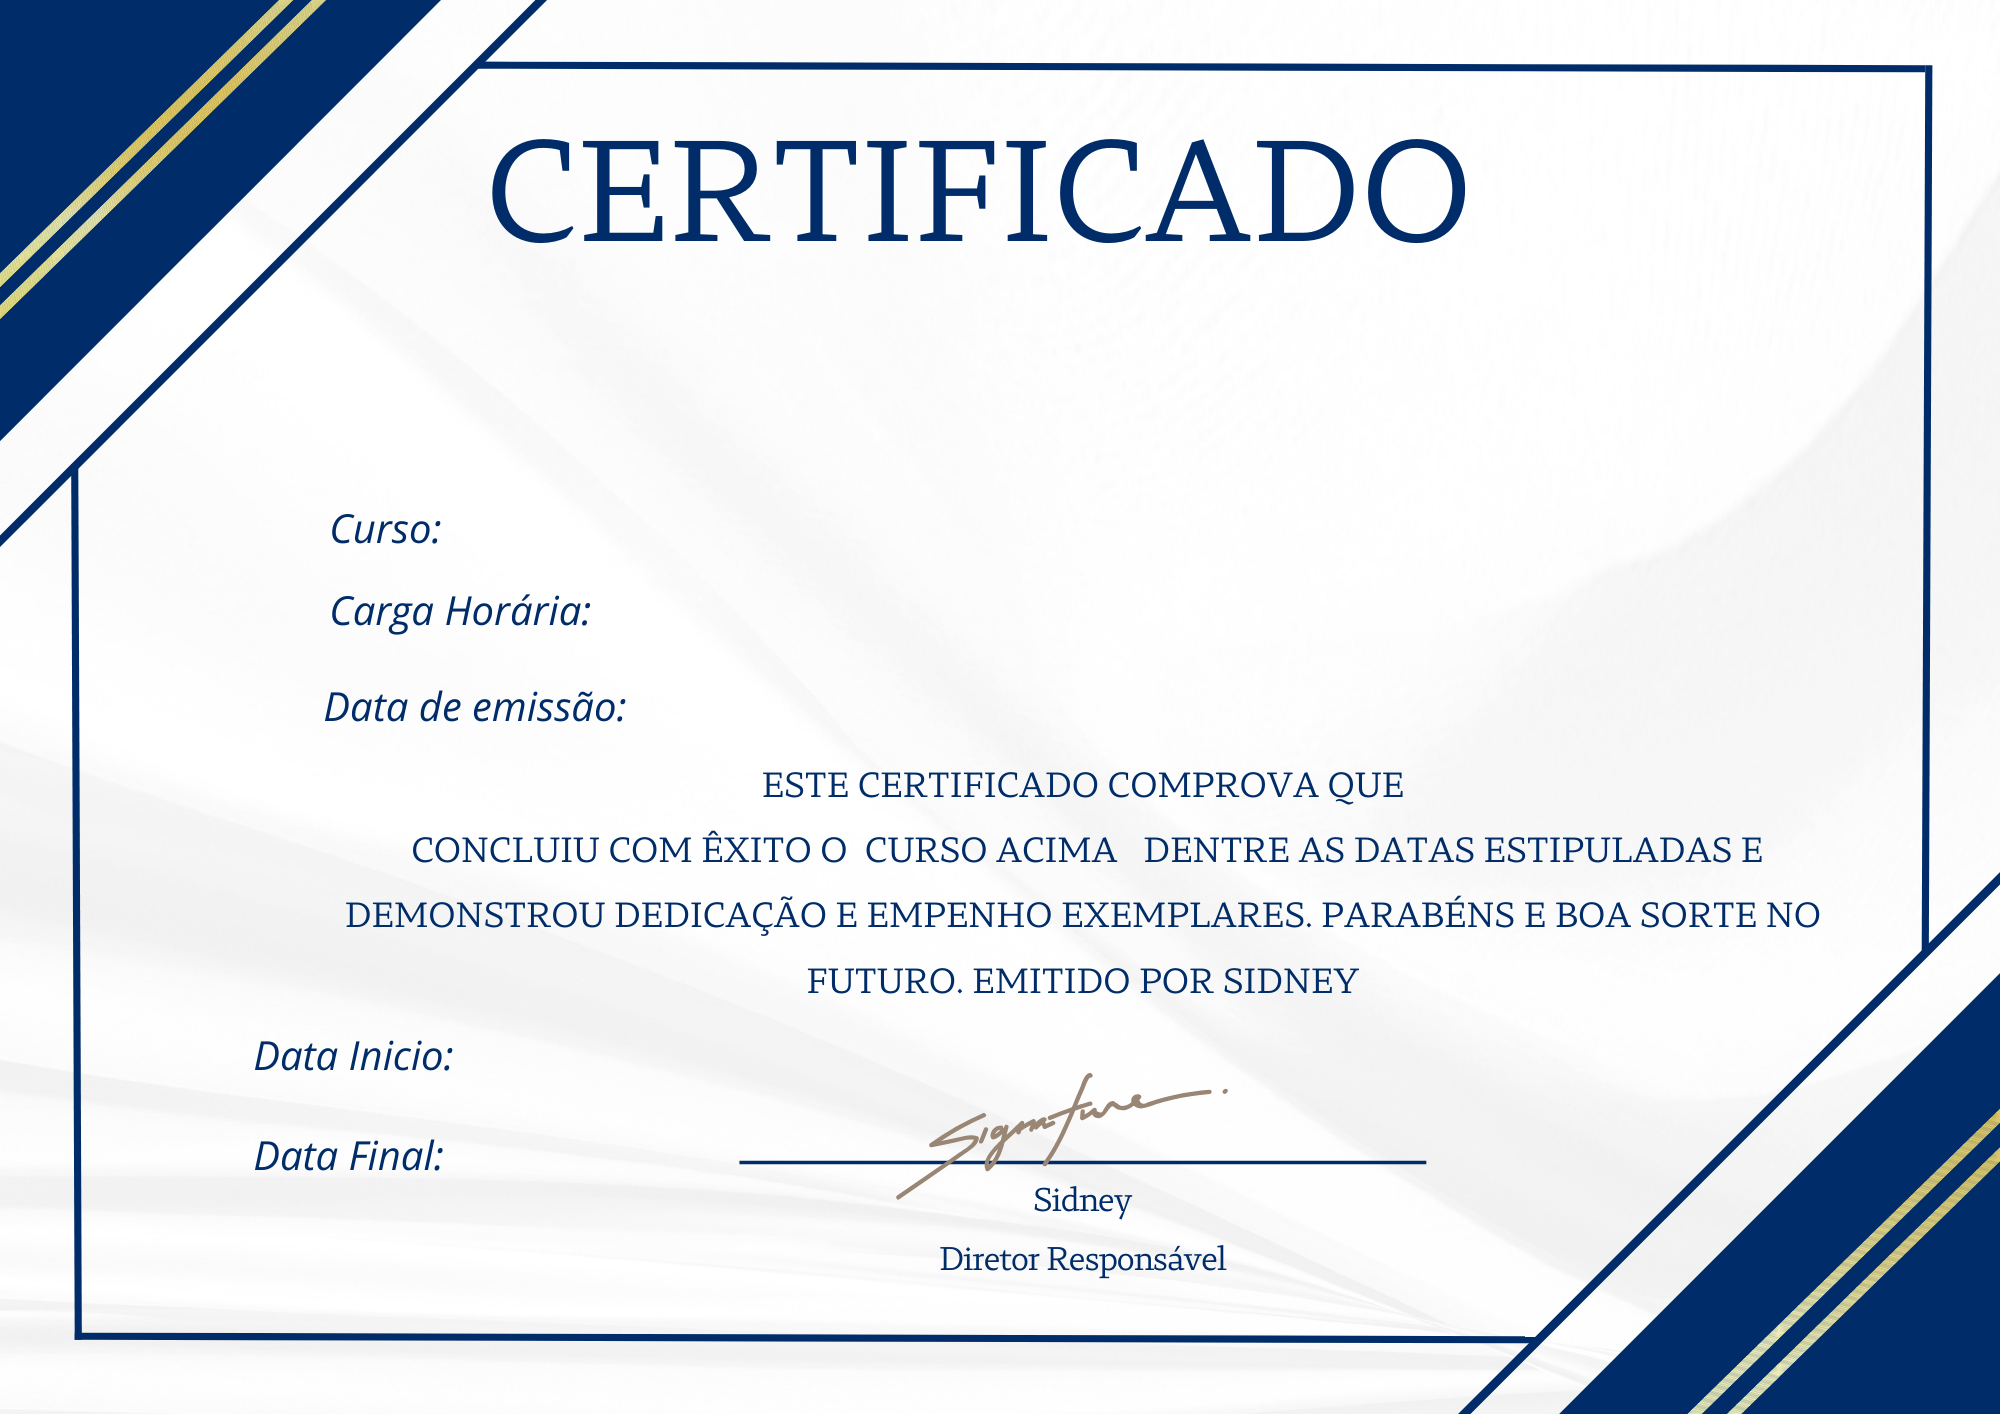 CERTIFICADO
Curso:
Carga Horária:
Data de emissão:
ESTE CERTIFICADO COMPROVA QUE
CONCLUIU COM ÊXITO O  CURSO ACIMA   DENTRE AS DATAS ESTIPULADAS E
DEMONSTROU DEDICAÇÃO E EMPENHO EXEMPLARES. PARABÉNS E BOA SORTE NO
FUTURO. EMITIDO POR SIDNEY
Data Inicio:
Signature
Data Final:
Sidney
Diretor Responsável